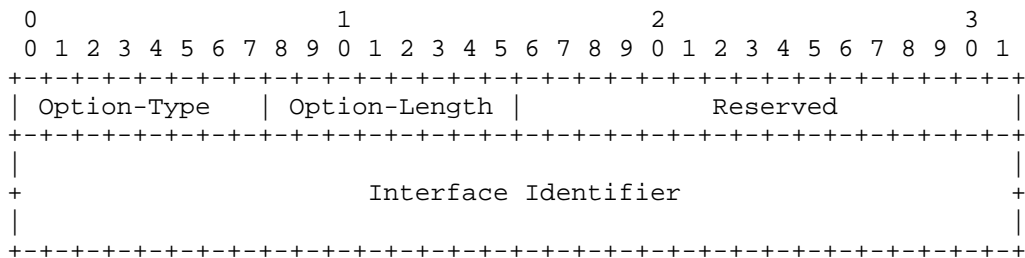 0                   1                   2                   3
 0 1 2 3 4 5 6 7 8 9 0 1 2 3 4 5 6 7 8 9 0 1 2 3 4 5 6 7 8 9 0 1
+-+-+-+-+-+-+-+-+-+-+-+-+-+-+-+-+-+-+-+-+-+-+-+-+-+-+-+-+-+-+-+-+
| Option-Type   | Option-Length |            Reserved           |
+-+-+-+-+-+-+-+-+-+-+-+-+-+-+-+-+-+-+-+-+-+-+-+-+-+-+-+-+-+-+-+-+
|                                                               |
+                      Interface Identifier                     +
|                                                               |
+-+-+-+-+-+-+-+-+-+-+-+-+-+-+-+-+-+-+-+-+-+-+-+-+-+-+-+-+-+-+-+-+